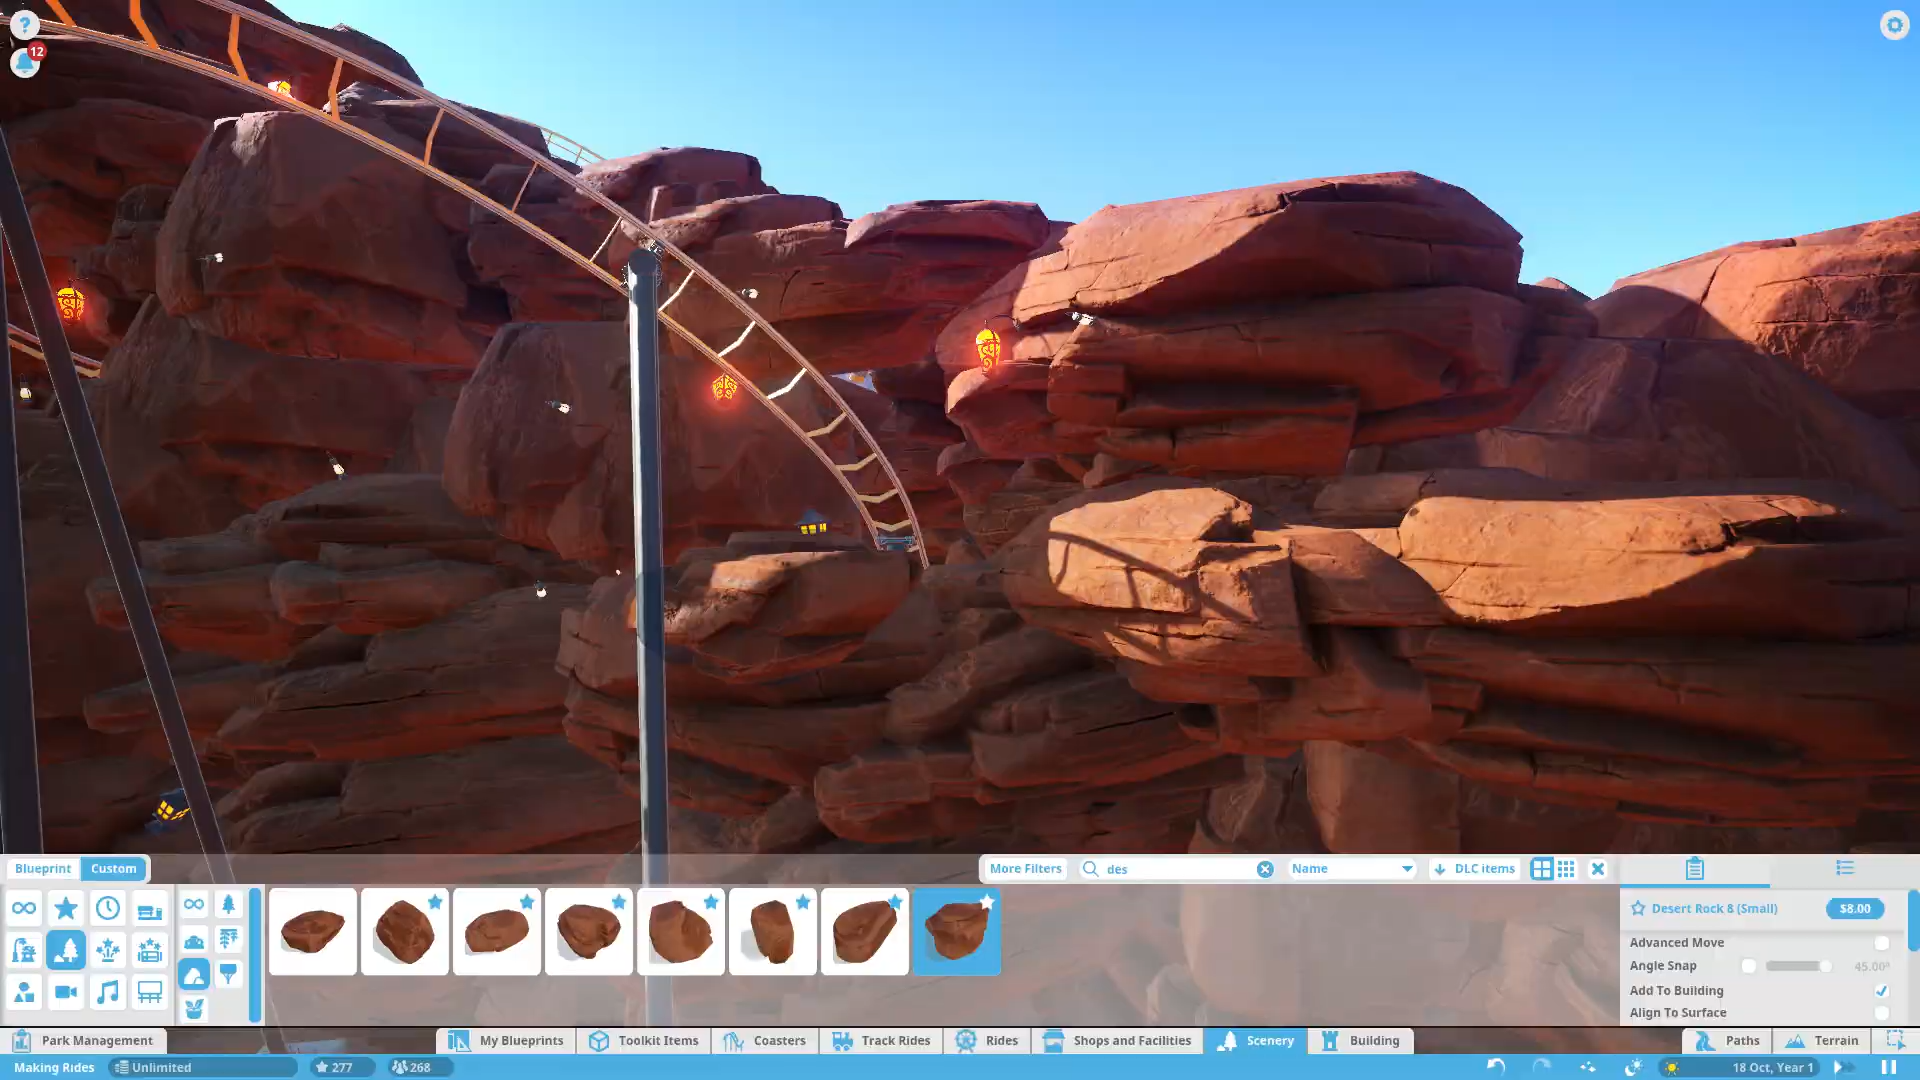 ?
12
Blueprint
Custom
More Filters
des
Name
DLC items
Desert Rock 8 (Small)
$8.00
Advanced Move
Angle Snap
45.00°
Add To Building
Align To Surface
Park Management
My Blueprints
Toolkit Items
Coasters
Track Rides
Rides
Shops and Facilities
Scenery
Building
Paths
Terrain
Making Rides
Unlimited
277
268
18 Oct, Year 1